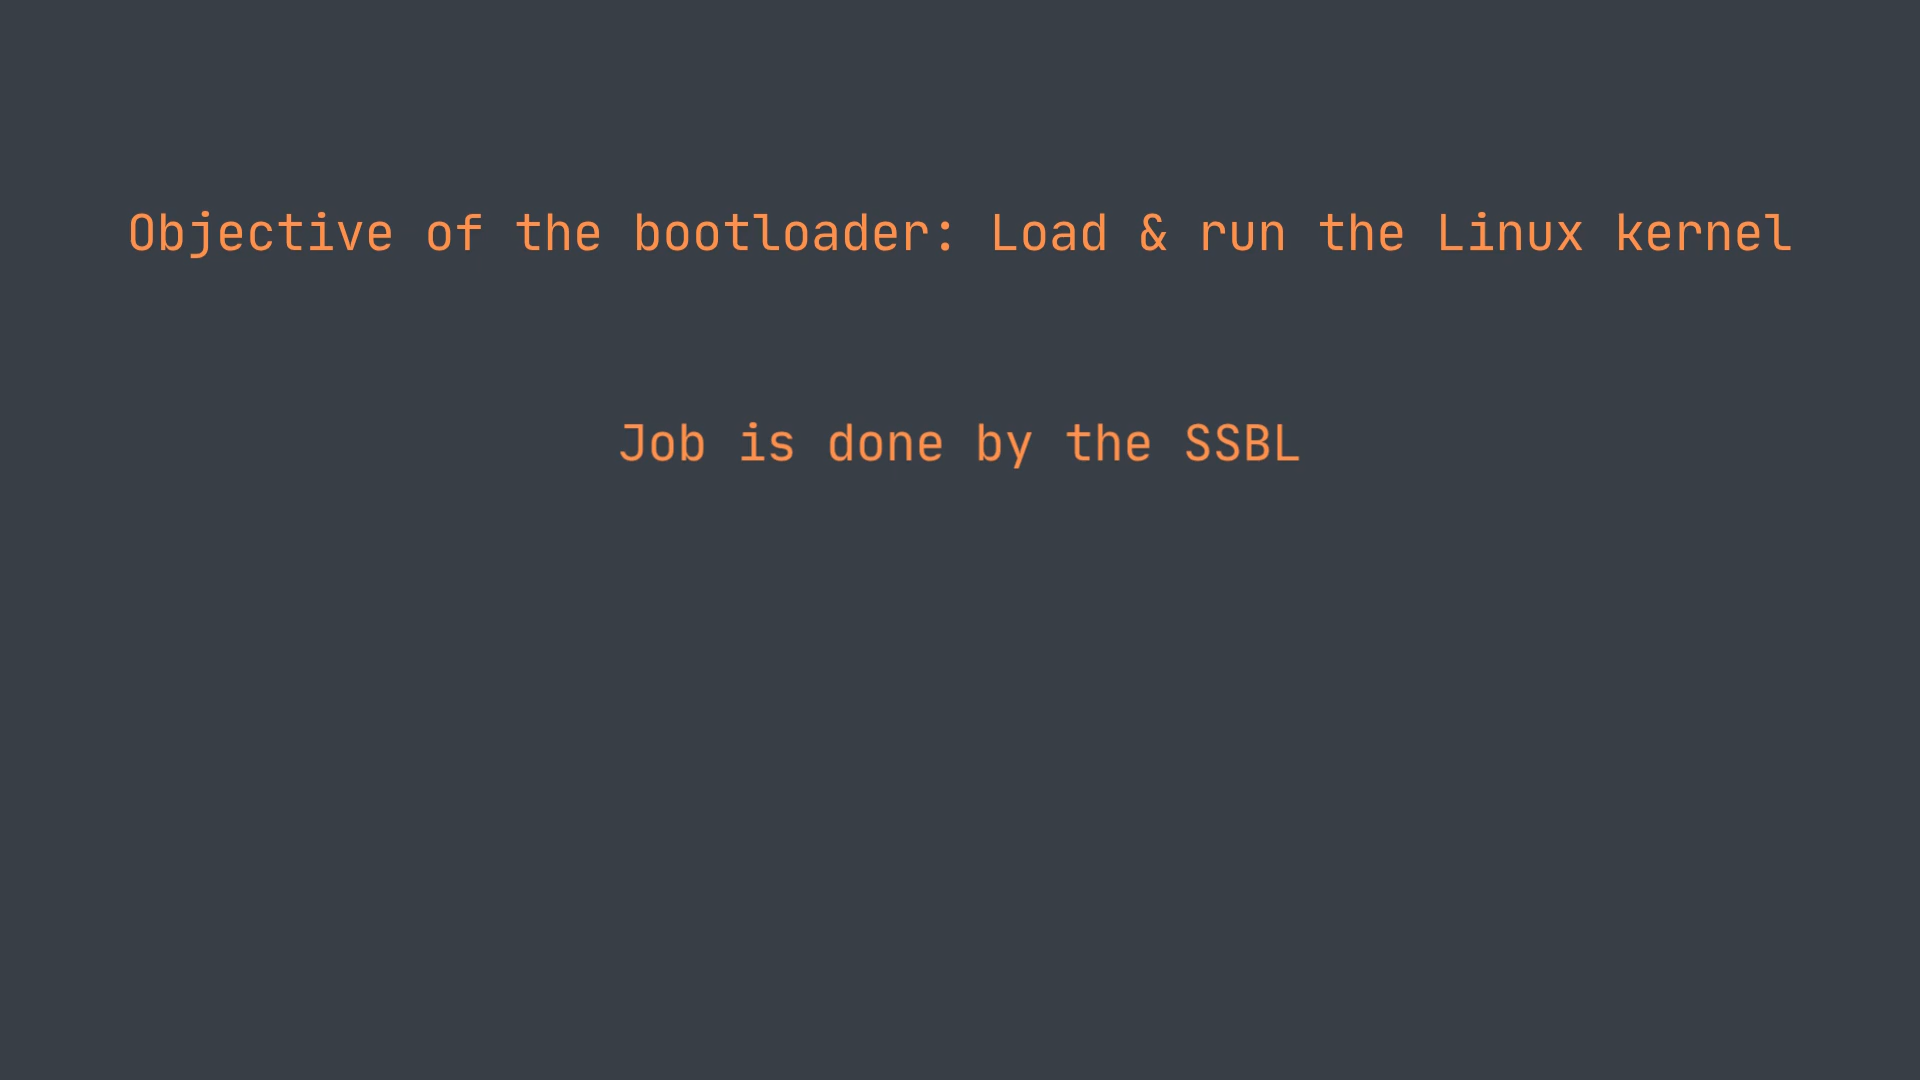 Objective of the bootloader: Load & run the Linux kernel
Job is done by the SSBL